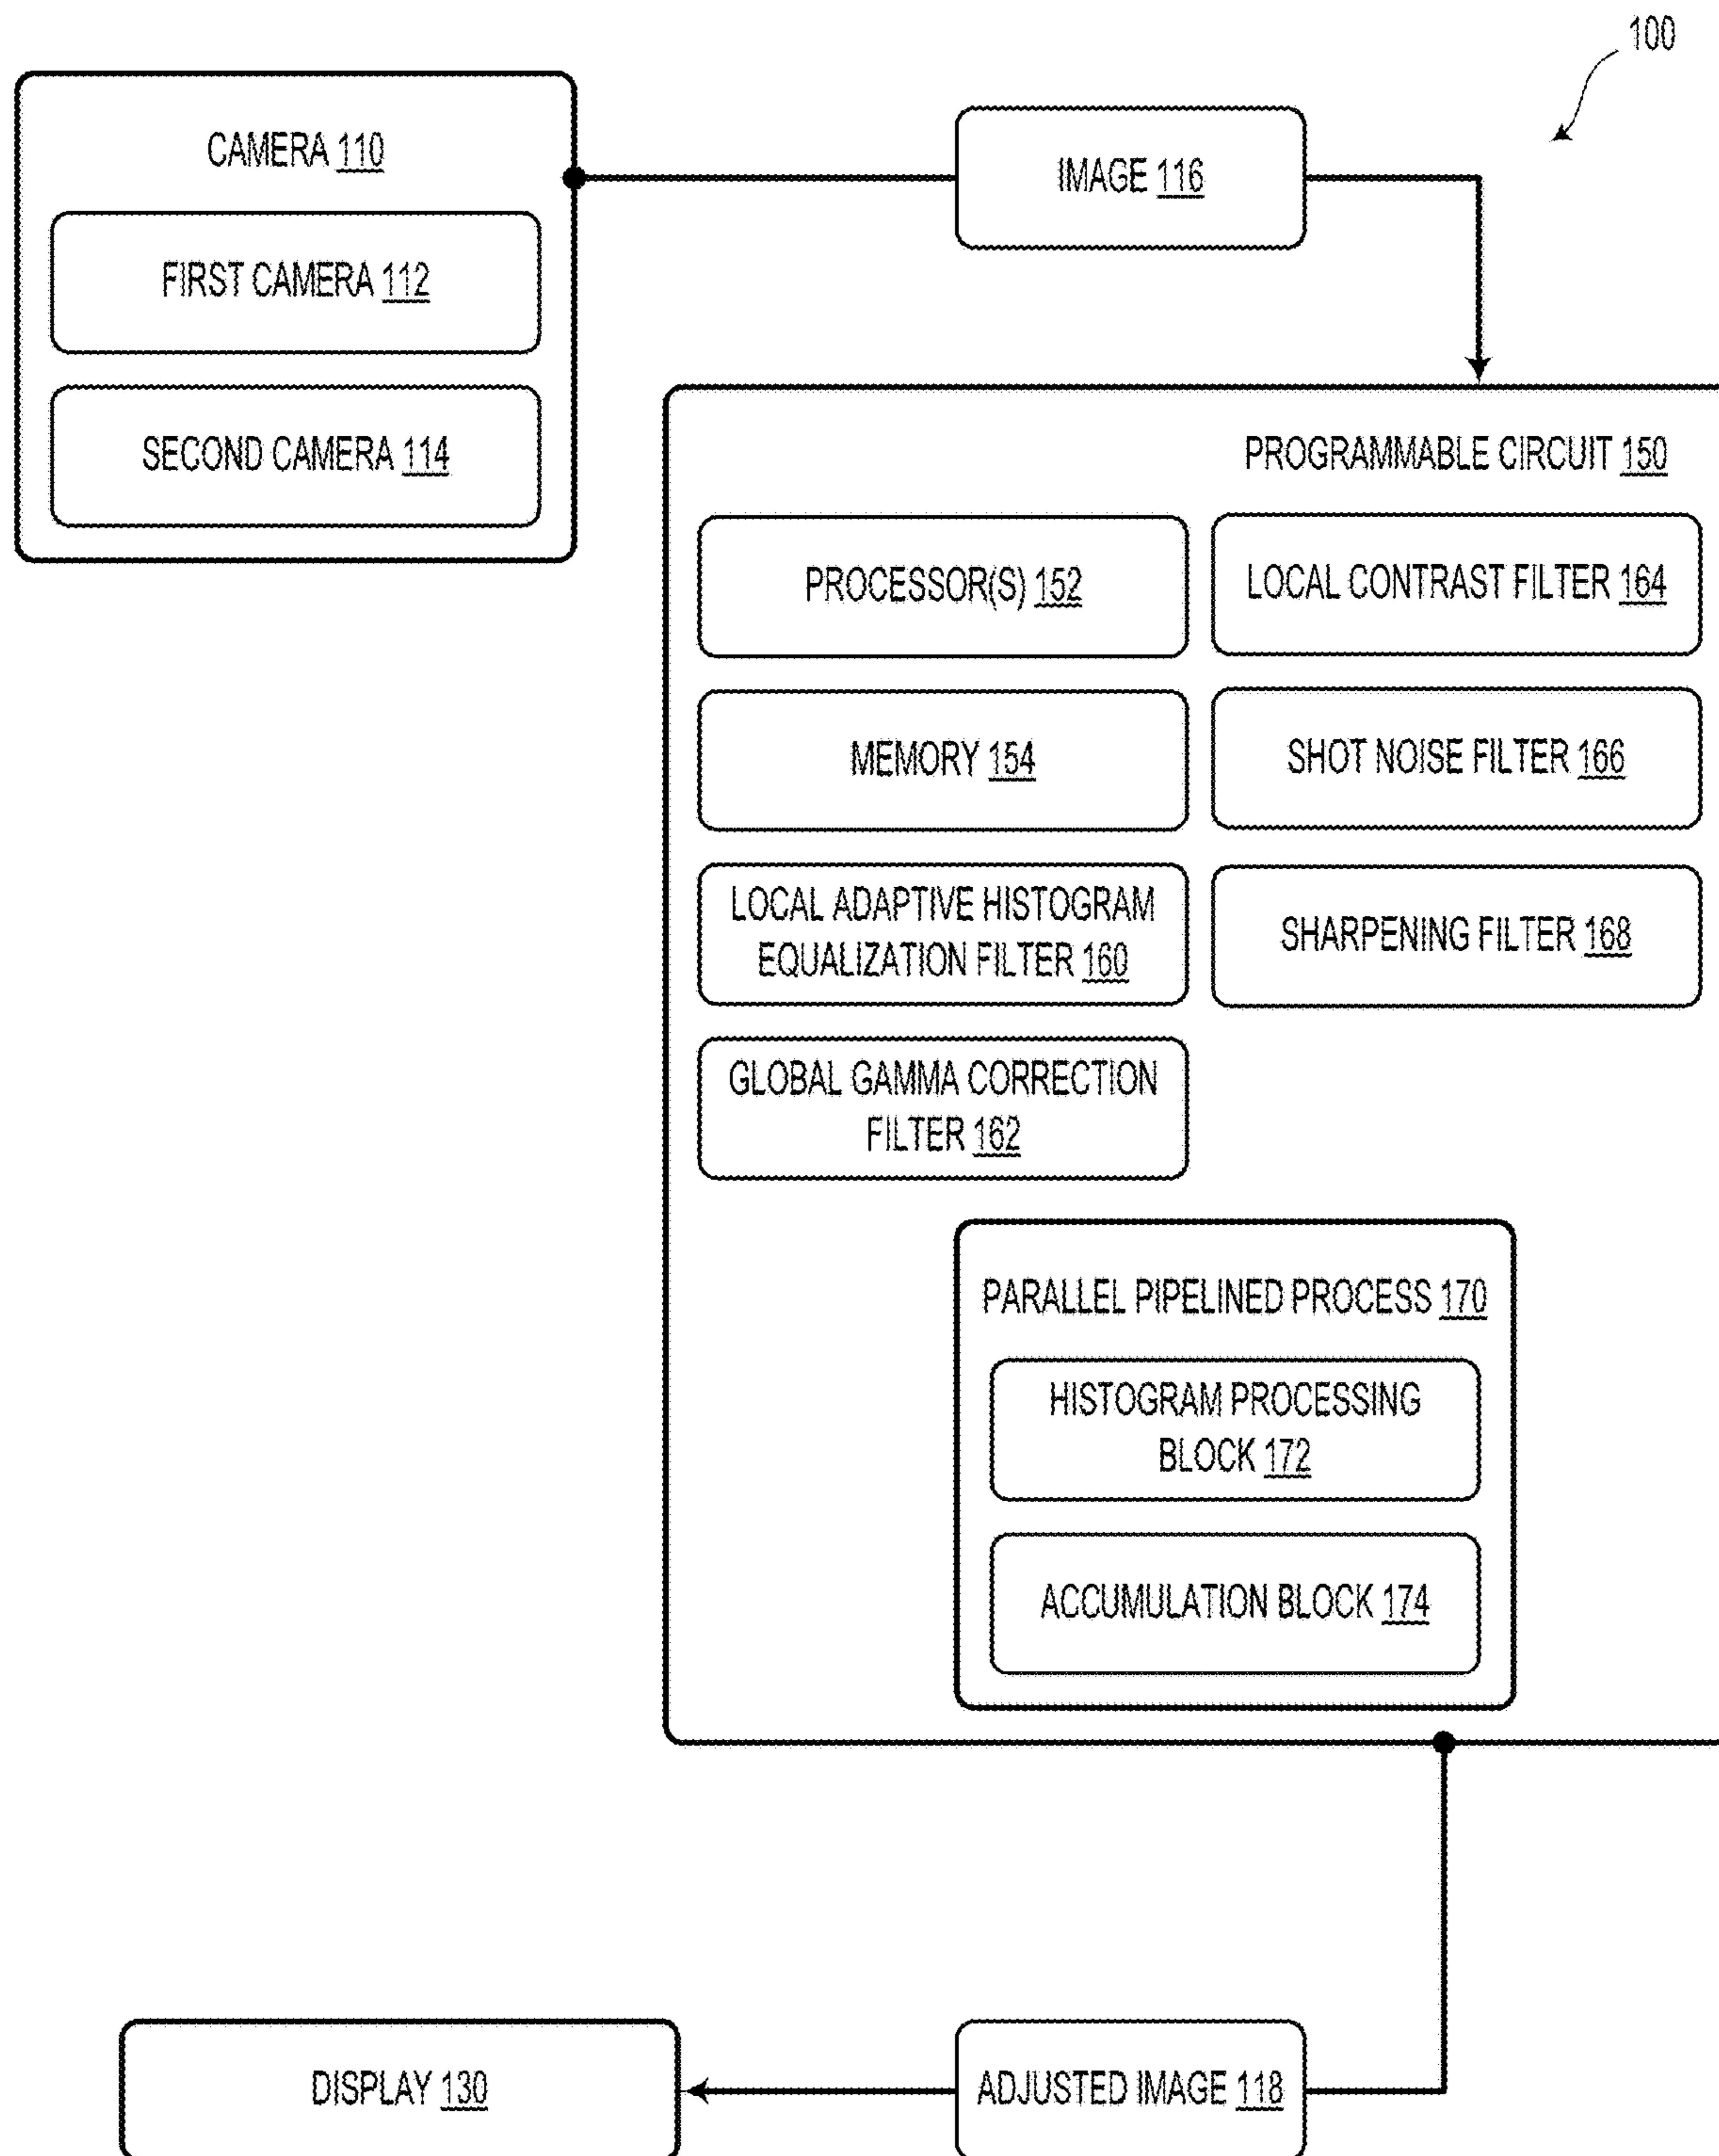 100
CAMERA 110
FIRST CAMERA 112
SECOND CAMERA 114
IMAGE 116
PROGRAMMABLE CIRCUIT 150
PROCESSOR(S) 152
LOCAL CONTRAST FILTER 164
MEMORY 154
SHOT NOISE FILTER 166
LOCAL ADAPTIVE HISTOGRAM
EQUALIZATION FILTER 160
SHARPENING FILTER 168
GLOBAL GAMMA CORRECTION
FILTER 162
PARALLEL PIPELINED PROCESS 170
HISTOGRAM PROCESSING
BLOCK 172
ACCUMULATION BLOCK 174
DISPLAY 130
ADJUSTED IMAGE 118